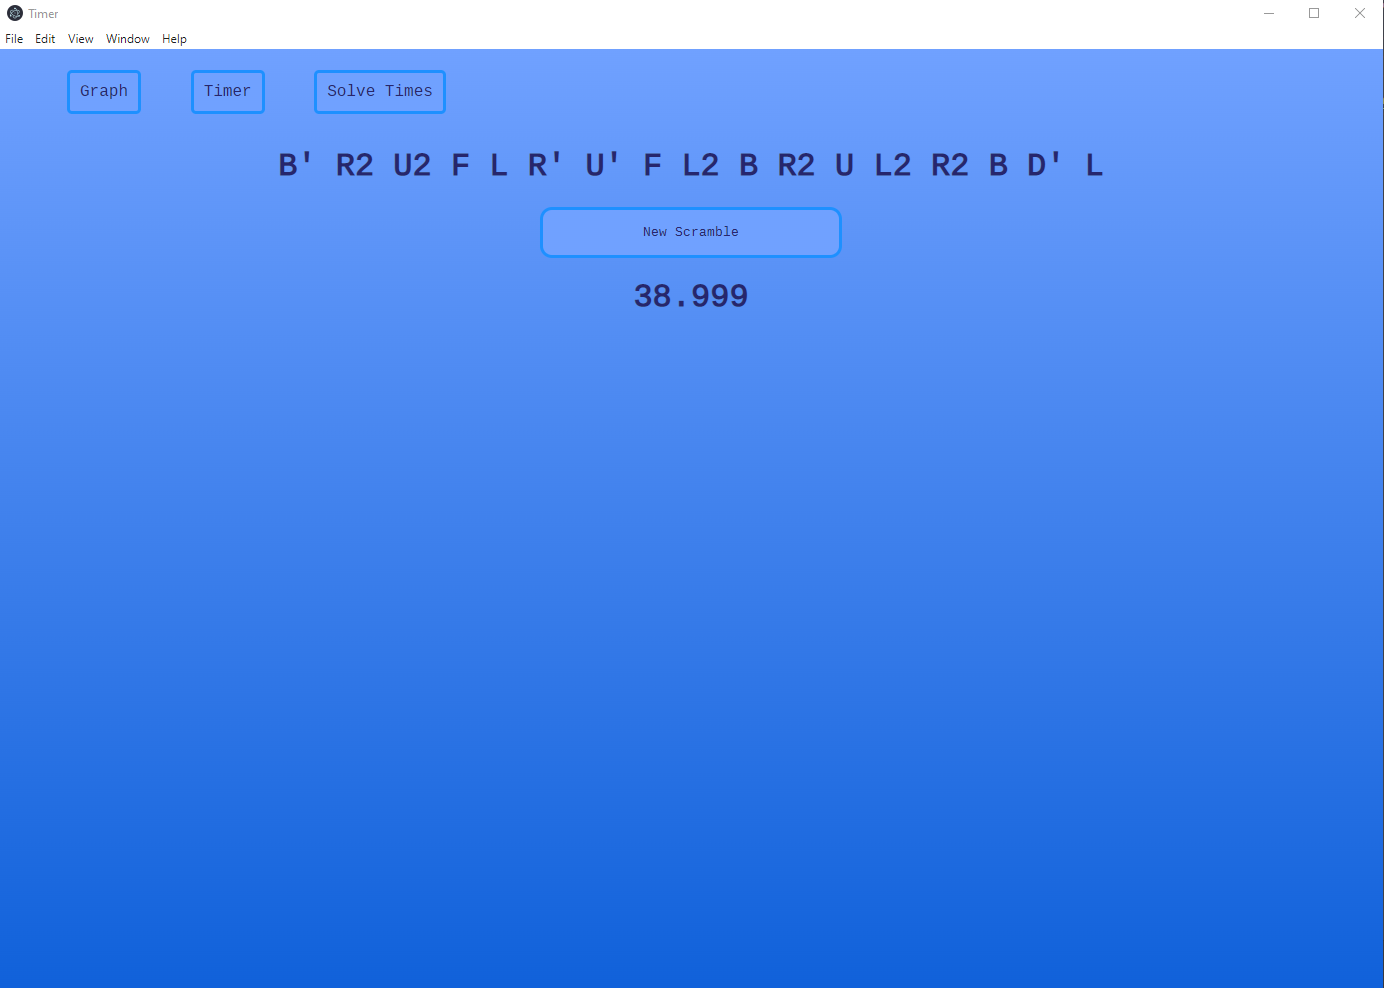 Timer
File Edit View Window Help
Graph Timer Solve Times
B' R2 U2 F L R' U' F L2 B R2 U L2 R2 B D' L
New Scramble
38.999